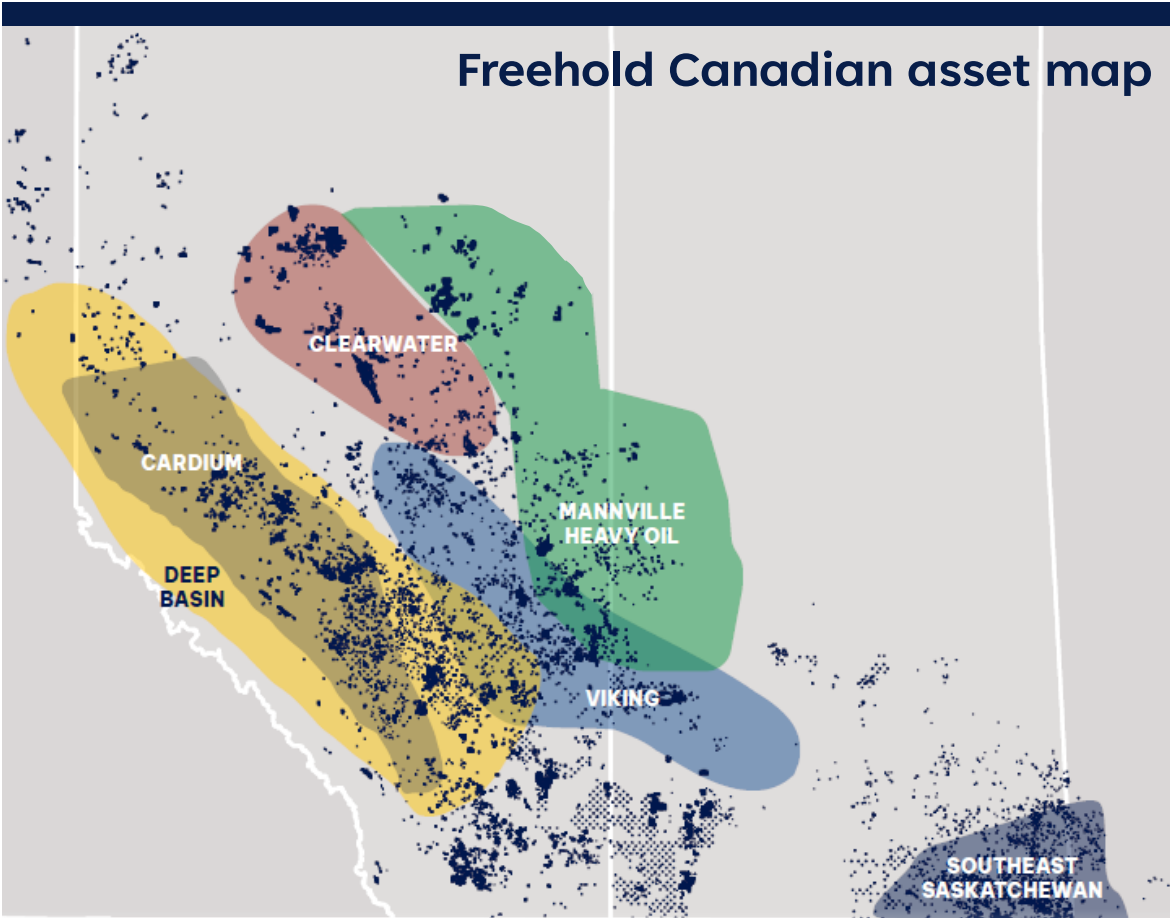 Freehold Canadian asset map
CLEARWATER
CARDIUM
MANNVILLE
HEAVY OIL
DEEP
BASIN
VIKING
SOUTHEAST
SASKATCHEWAN